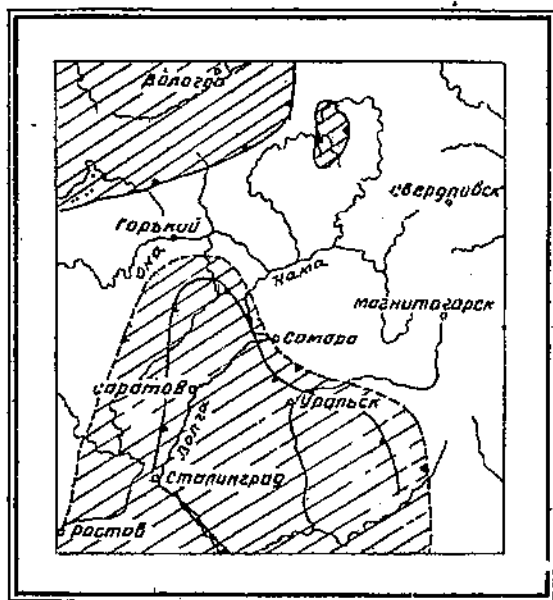 Вологда
Свердловск
Горький
Ока
Кама
Магнитогорск
Самара
Саратов
Уральск
Волга
Сталинград
Ростов